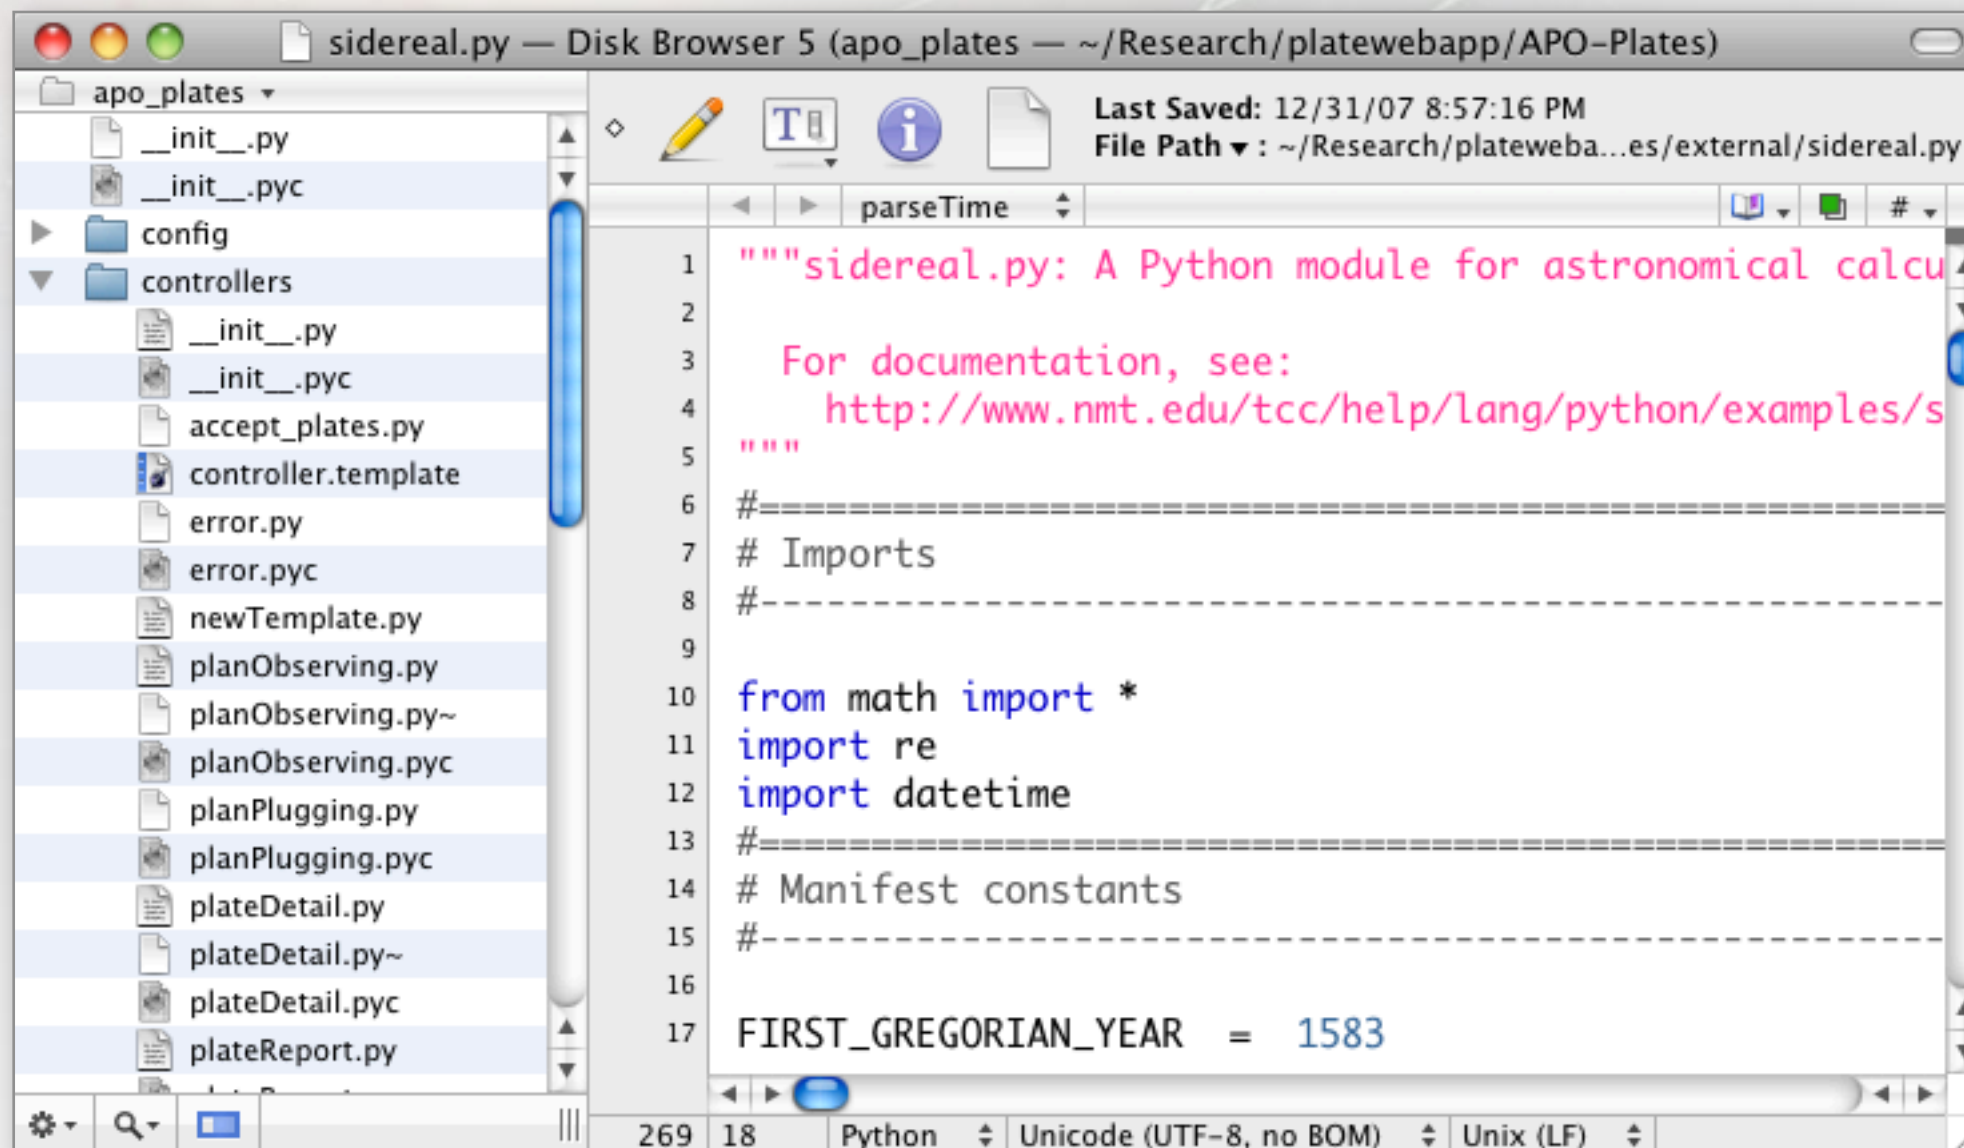 sidereal.py — Disk Browser 5 (apo_plates — ~/Research/platewebapp/APO-Plates)
apo_plates
__init__.py
__init__.pyc
config
controllers
__init__.py
__init__.pyc
accept_plates.py
controller.template
error.py
error.pyc
newTemplate.py
planObserving.py
planObserving.py~
planObserving.pyc
planPlugging.py
planPlugging.pyc
plateDetail.py
plateDetail.py~
plateDetail.pyc
plateReport.py
T
i
Last Saved: 12/31/07 8:57:16 PM
File Path ▾ : ~/Research/plateweba...es/external/sidereal.py
parseTime
#
1 """sidereal.py: A Python module for astronomical calcu
2
3 For documentation, see:
4 http://www.nmt.edu/tcc/help/lang/python/examples/s
5 """
6 #======================================================
7 # Imports
8 #------------------------------------------------------
9
10 from math import *
11 import re
12 import datetime
13 #======================================================
14 # Manifest constants
15 #------------------------------------------------------
16
17 FIRST_GREGORIAN_YEAR = 1583
269 18 Python Unicode (UTF-8, no BOM) Unix (LF)